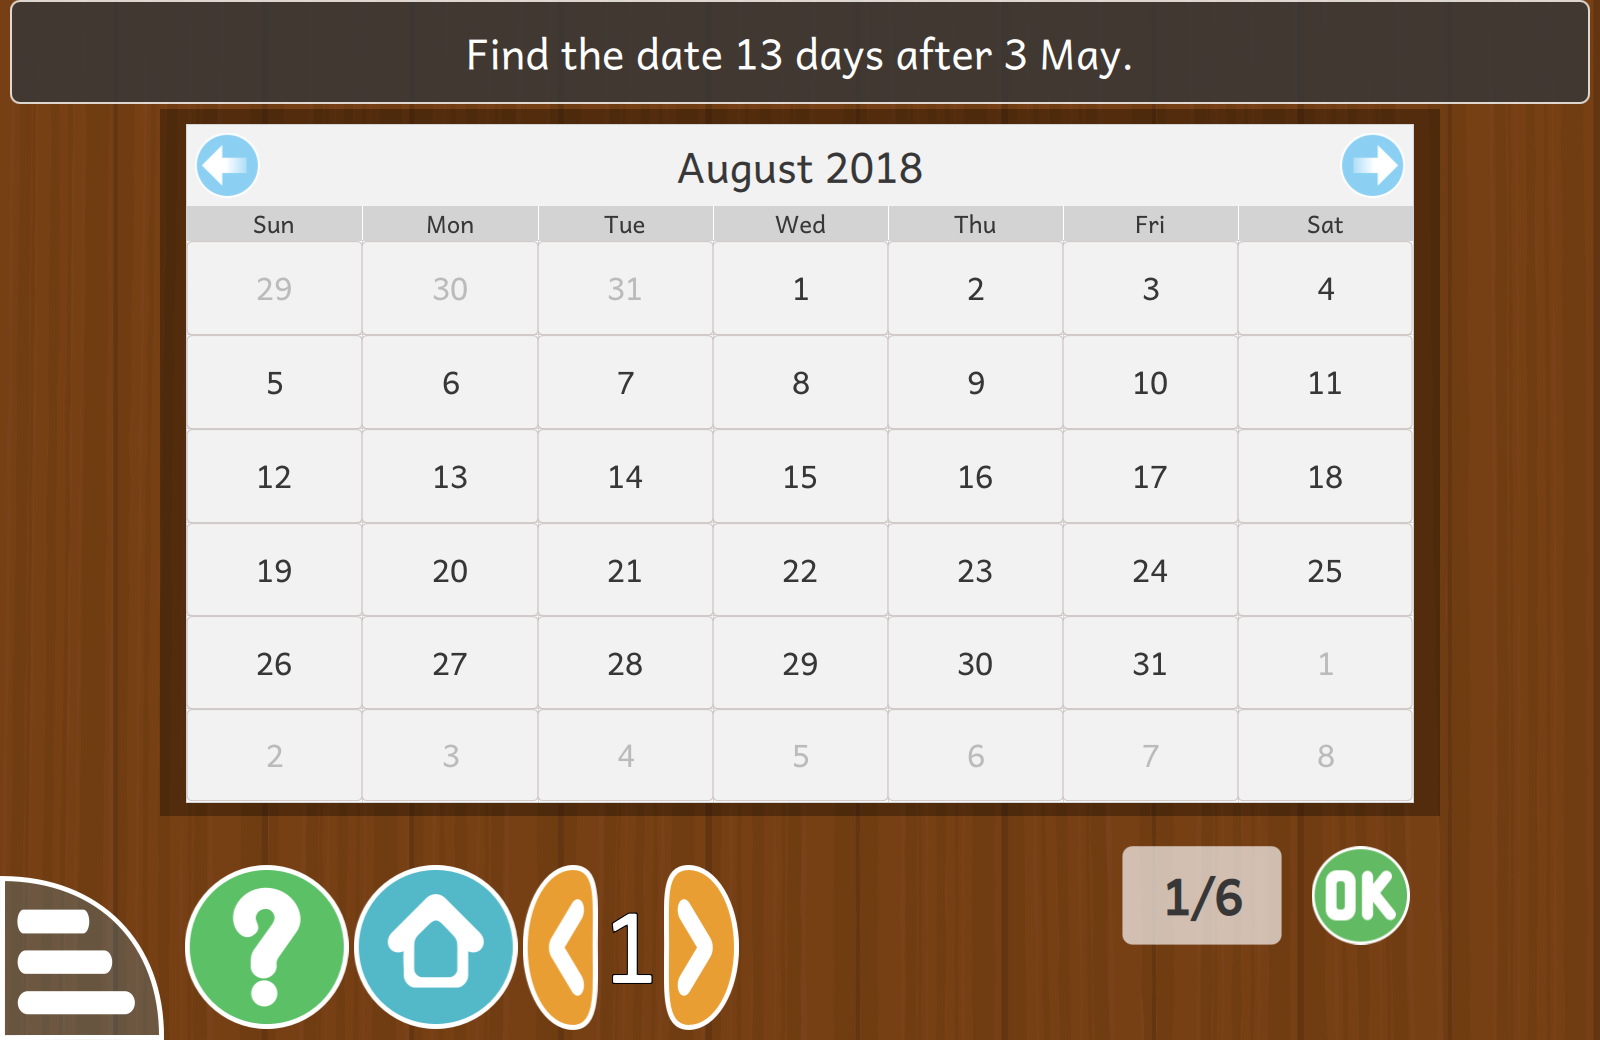 Find the date 13 days after 3 May.
August 2018
Sun Mon Tue Wed Thu Fri Sat
29 30 31 1 2 3 4
5 6 7 8 9 10 11
12 13 14 15 16 17 18
19 20 21 22 23 24 25
26 27 28 29 30 31 1
2 3 4 5 6 7 8
1/6 OK
? 1